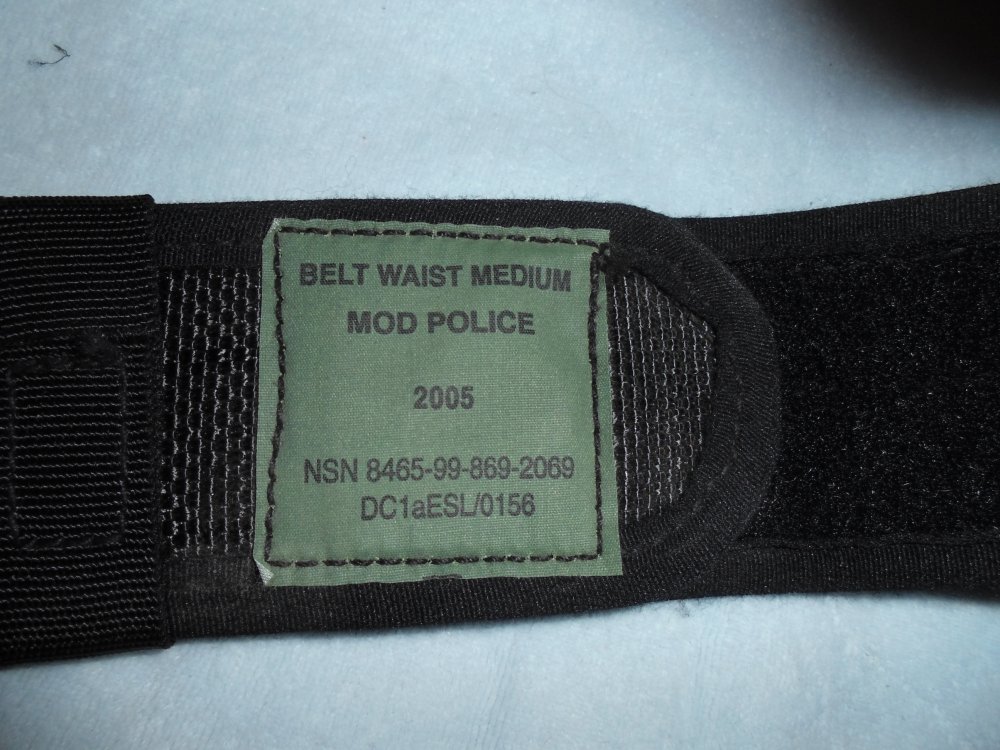 BELT WAIST MEDIUM
MOD POLICE
2005
NSN 8465-99-869-2069
DC1aESL/0156